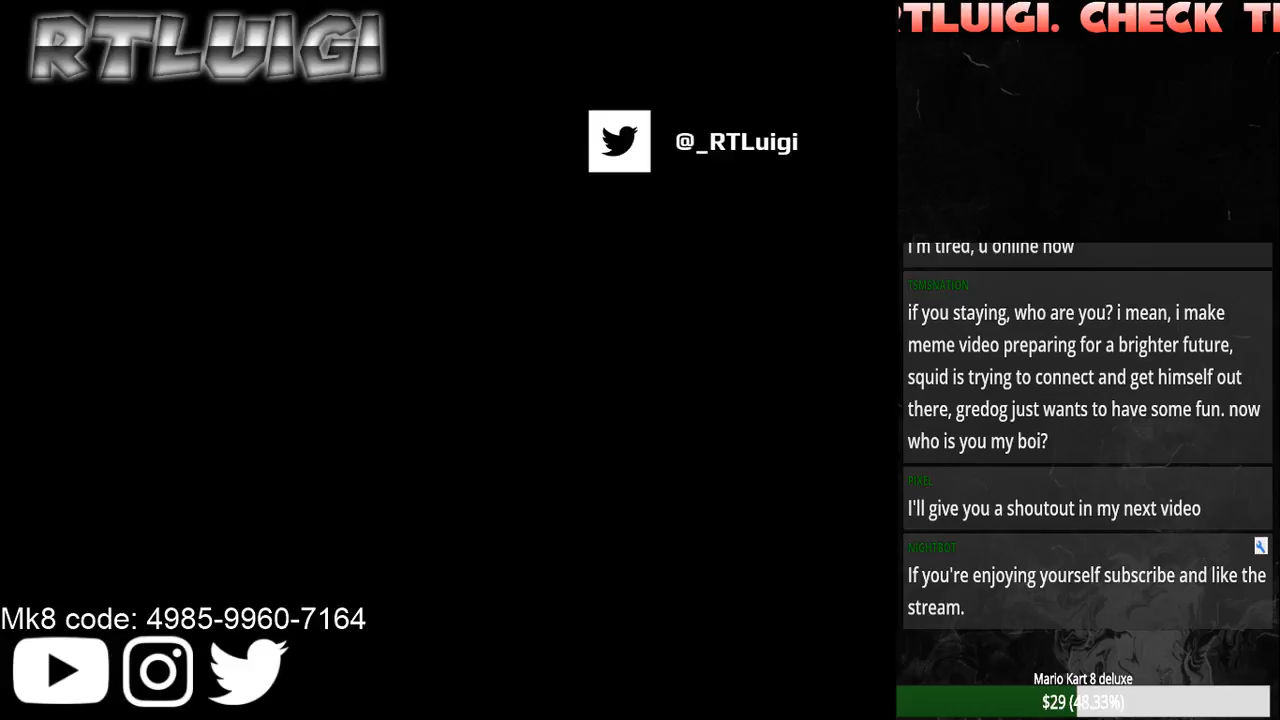 RTLUIGI
RTLUIGI. CHECK
@_RTLuigi
I'm tired, u online now
TSMSNATION
if you staying, who are you? i mean, i make
meme video preparing for a brighter future,
squid is trying to connect and get himself out
there, gredog just wants to have some fun. now
who is you my boi?
PIXEL
I'll give you a shoutout in my next video
NIGHTBOT
If you're enjoying yourself subscribe and like the
stream.
Mk8 code: 4985-9960-7164
Mario Kart 8 deluxe
$29 (48.33%)